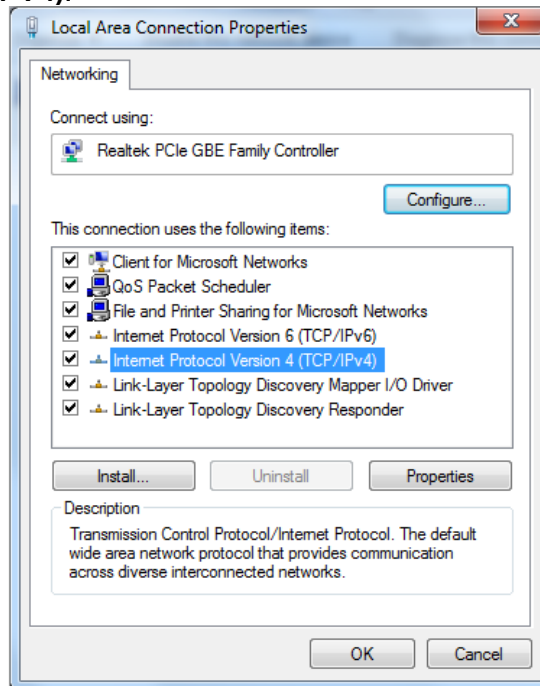 Local Area Connection Properties
Networking
Connect using:
Realtek PCIe GBE Family Controller
Configure...
This connection uses the following items:
Client for Microsoft Networks
QoS Packet Scheduler
File and Printer Sharing for Microsoft Networks
Internet Protocol Version 6 (TCP/IPv6)
Internet Protocol Version 4 (TCP/IPv4)
Link-Layer Topology Discovery Mapper I/O Driver
Link-Layer Topology Discovery Responder
Install... Uninstall Properties
Description
Transmission Control Protocol/Internet Protocol. The default
wide area network protocol that provides communication
across diverse interconnected networks.
OK Cancel